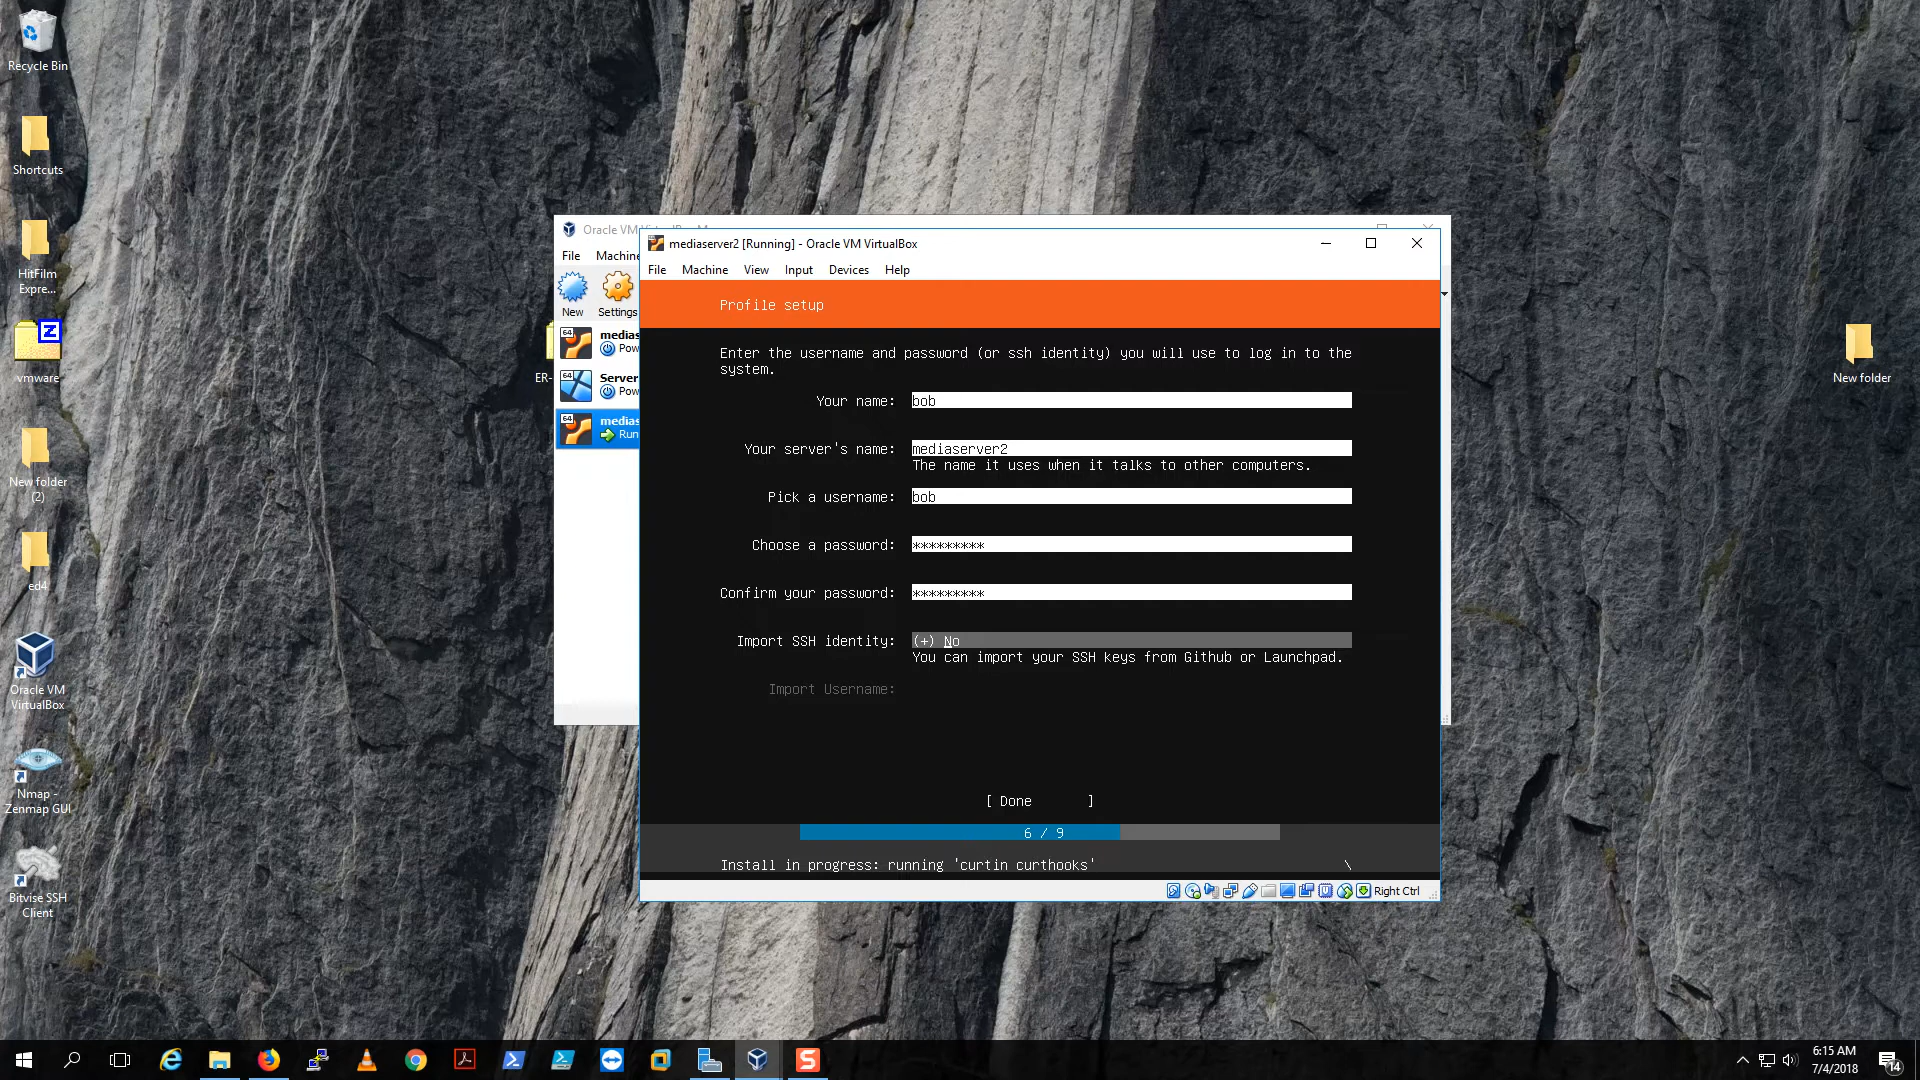 Recycle Bin
Shortcuts
HitFilm
Expre...
Z
vmware
New folder
(2)
ed4
Oracle VM
VirtualBox
Nmap -
Zenmap GUI
Bitvise SSH
Client
New folder
ER-
Oracle VM
File Machine
New Settings
64 medias
Pow
64 Server
Pow
64 medias
Run
mediaserver2 [Running] - Oracle VM VirtualBox
File Machine View Input Devices Help
Profile setup
Enter the username and password (or ssh identity) you will use to log in to the
system.
Your name: bob
Your server's name: mediaserver2
The name it uses when it talks to other computers.
Pick a username: bob
Choose a password: *********
Confirm your password: *********
Import SSH identity: (+) No
You can import your SSH keys from Github or Launchpad.
Import Username:
[ Done ]
6 / 9
Install in progress: running 'curtin curthooks' \
Right Ctrl
6:15 AM
7/4/2018
14